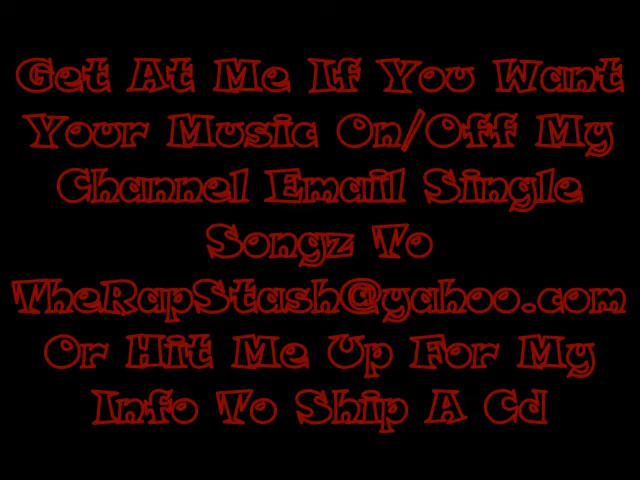 Get At Me If You Want
Your Music On/Off My
Channel Email Single
Songz To
TheRapStash@yahoo.com
Or Hit Me Up For My
Info To Ship A Cd